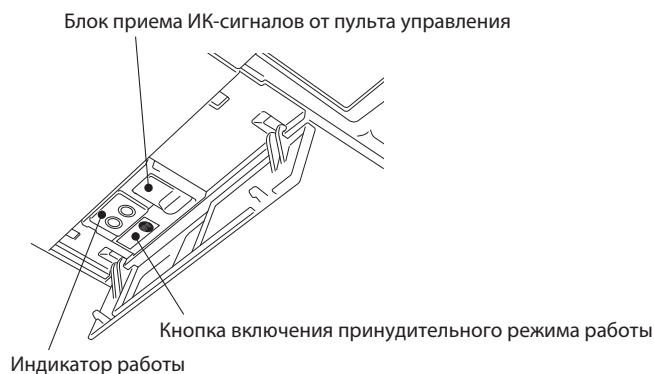 Блок приема ИК-сигналов от пульта управления
Кнопка включения принудительного режима работы
Индикатор работы